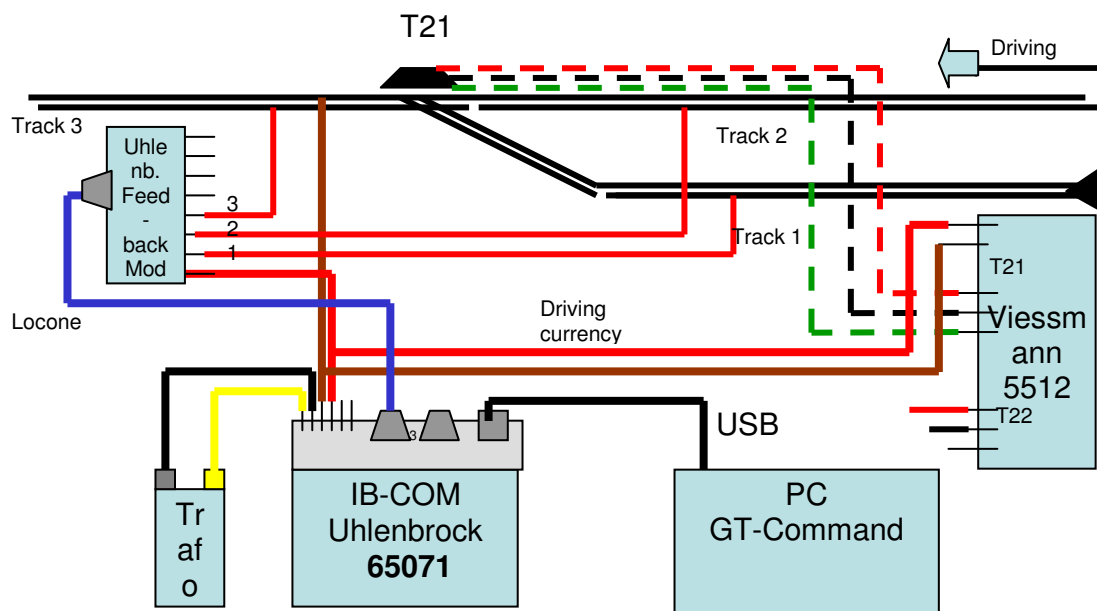 T21
Driving
Track 3
Track 2
Uhle
nb.
Feed
-
back
Mod
3
2
1
Track 1
T21
Locone
Driving
currency
Viessm
ann
5512
T22
3
USB
Tr
af
o
IB-COM
Uhlenbrock
65071
PC
GT-Command